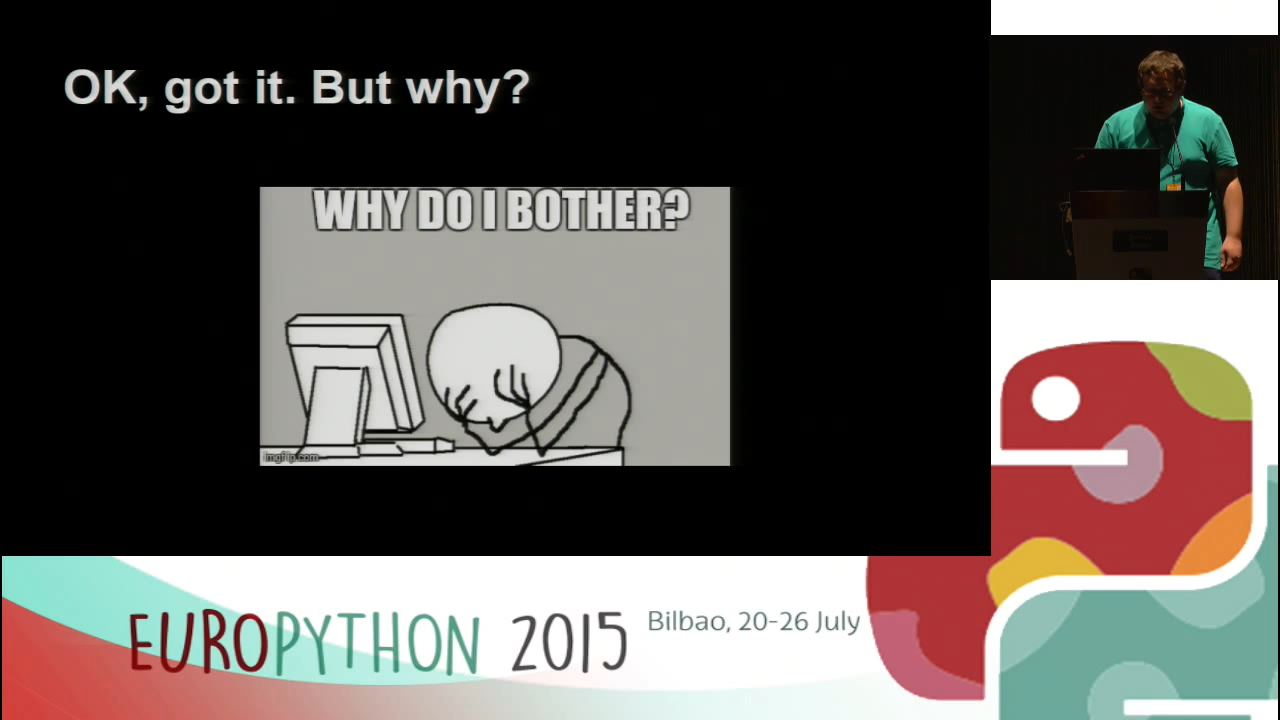 OK, got it. But why?
WHY DO I BOTHER?
imgflip.com
EUROPYTHON 2015
Bilbao, 20-26 July